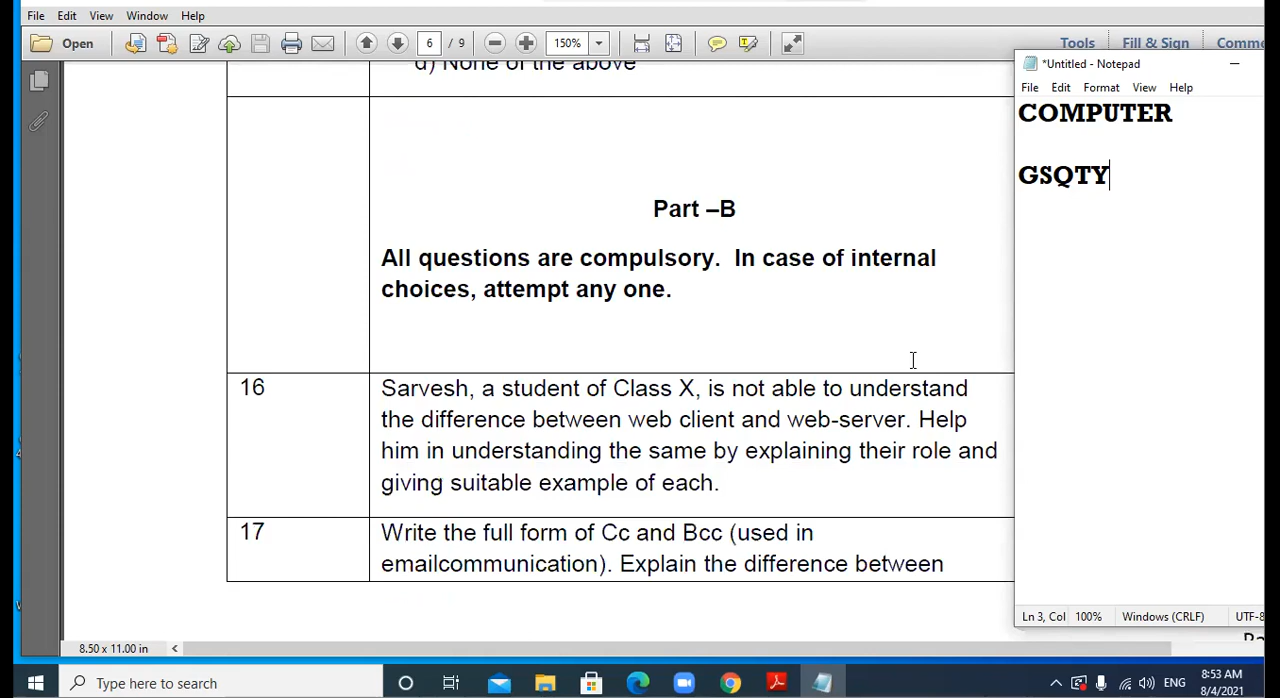 File Edit View Window Help
Open
6 / 9
150%
Tools Fill & Sign
d) None of the above
Part –B
All questions are compulsory. In case of internal
choices, attempt any one.
16
Sarvesh, a student of Class X, is not able to understand
the difference between web client and web-server. Help
him in understanding the same by explaining their role and
giving suitable example of each.
17
Write the full form of Cc and Bcc (used in
emailcommunication). Explain the difference between
8.50 x 11.00 in
*Untitled - Notepad
File Edit Format View Help
COMPUTER
GSQTY
Ln 3, Col 100% Windows (CRLF) UTF-8
Type here to search
ENG
8:53 AM
8/4/2021